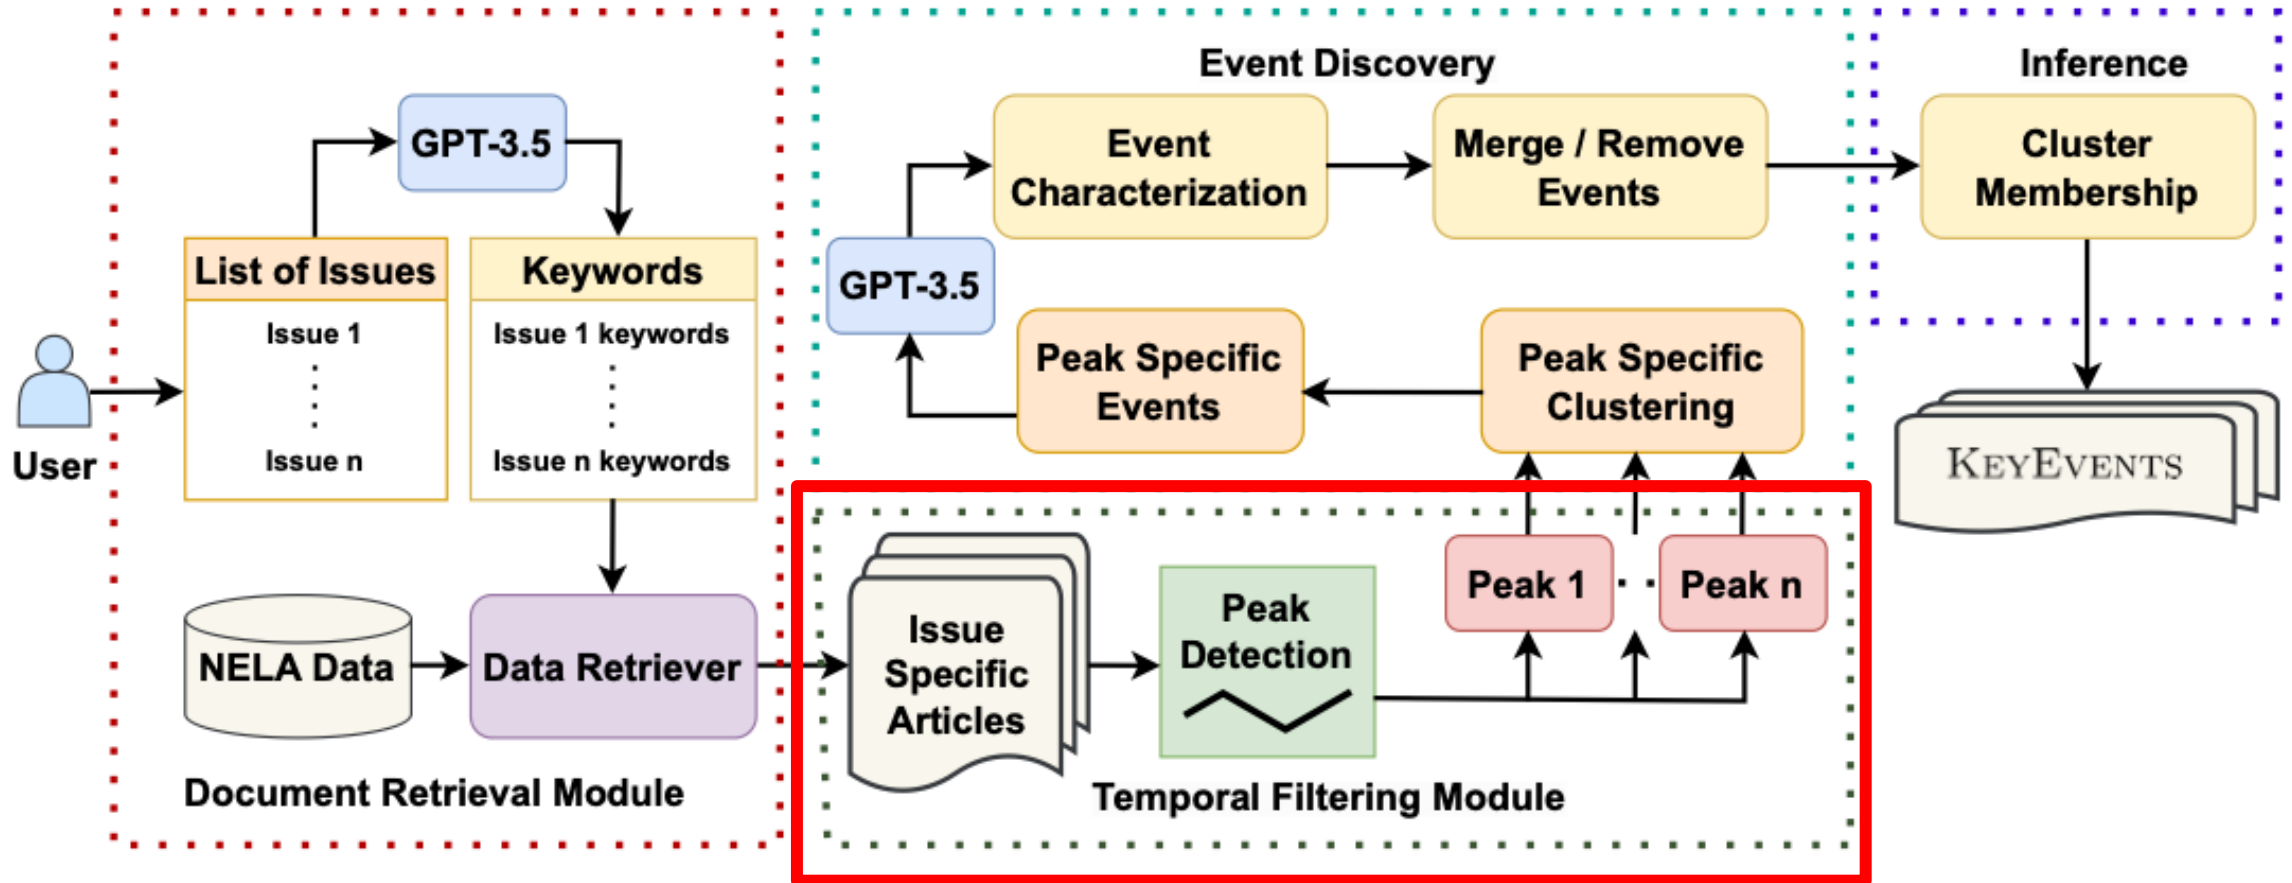 User
List of Issues
Issue 1
Issue n
GPT-3.5
Keywords
Issue 1 keywords
Issue n keywords
NELA Data
Data Retriever
Document Retrieval Module
Issue
Specific
Articles
Peak
Detection
Peak 1
Peak n
Temporal Filtering Module
Event Discovery
Peak Specific
Clustering
Peak Specific
Events
GPT-3.5
Event
Characterization
Merge / Remove
Events
Inference
Cluster
Membership
KEYEVENTS